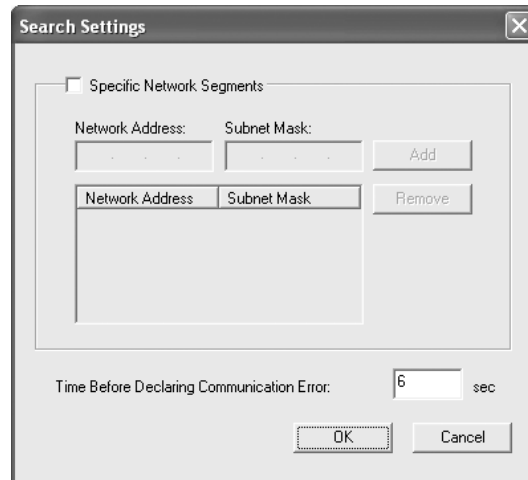 Search Settings
Specific Network Segments
Network Address: Subnet Mask:
. . . . . . Add
Network Address Subnet Mask Remove
Time Before Declaring Communication Error: 6 sec
OK Cancel